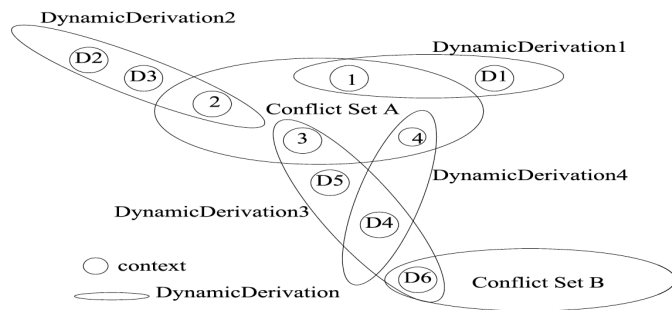 DynamicDerivation2
DynamicDerivation1
D2
D3
2
1
D1
Conflict Set A
3
4
D5
DynamicDerivation4
DynamicDerivation3
D4
context
D6
Conflict Set B
DynamicDerivation